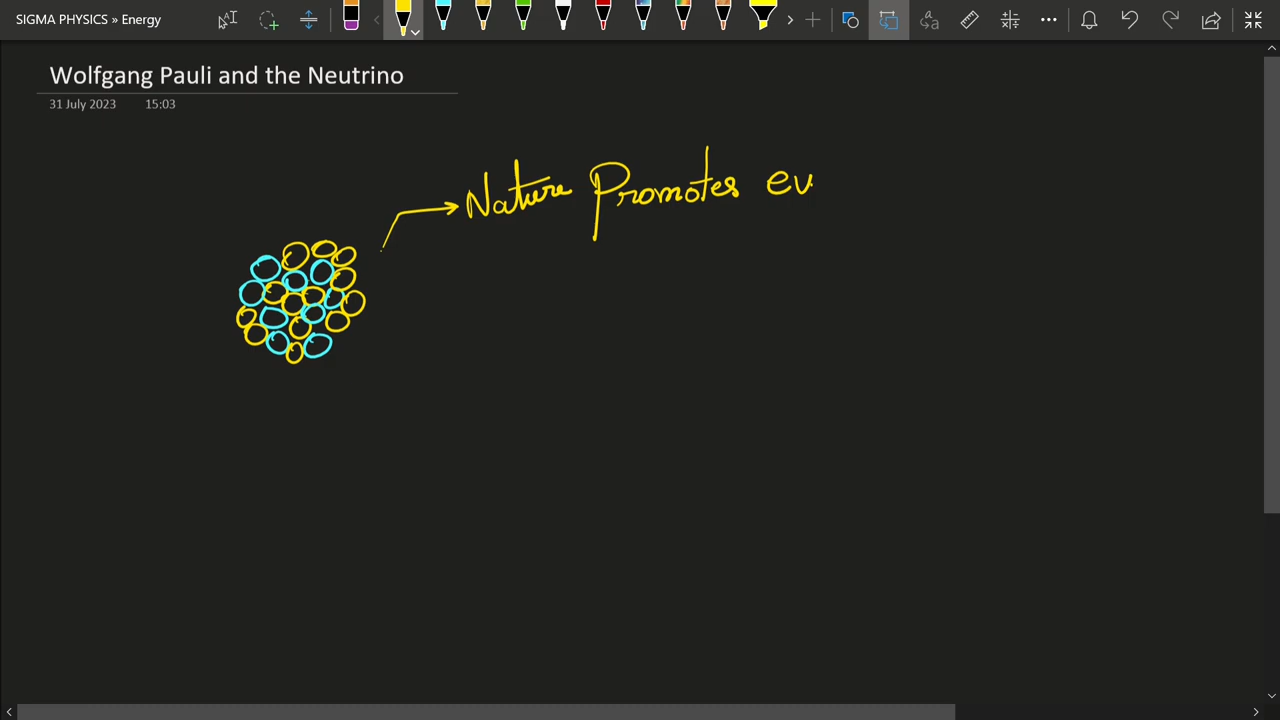 SIGMA PHYSICS » Energy
Wolfgang Pauli and the Neutrino
31 July 2023 15:03
Nature Promotes ev